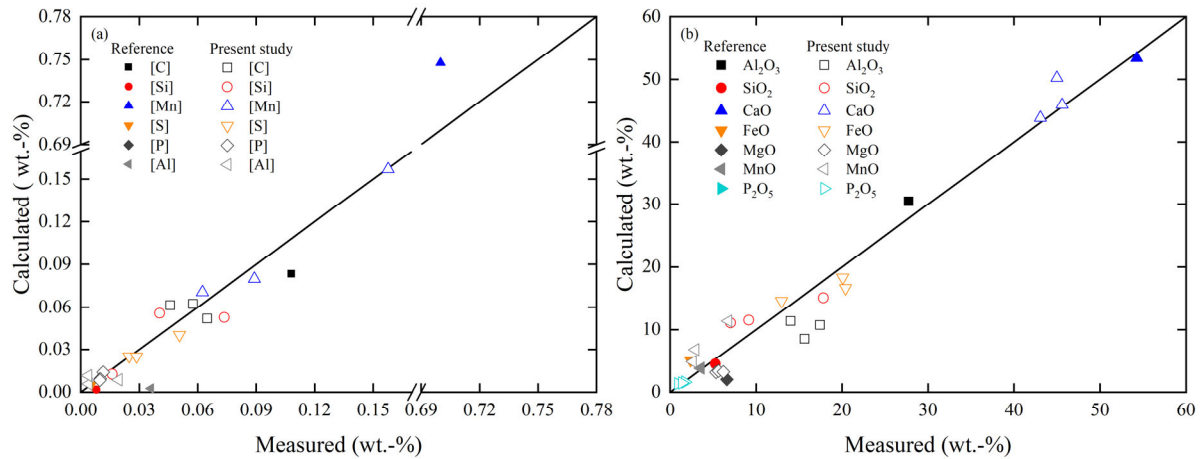 (a)
Reference Present study
[C] [C]
[Si] [Si]
[Mn] [Mn]
[S] [S]
[P] [P]
[Al] [Al]
0.78
0.75
0.72
0.69
0.15
0.12
0.09
0.06
0.03
0.00
Calculated ( wt.-%)
0.00 0.03 0.06 0.09 0.12 0.15 0.69 0.72 0.75 0.78
Measured (wt.-%)
(b)
Reference Present study
Al₂O₃ Al₂O₃
SiO₂ SiO₂
CaO CaO
FeO FeO
MgO MgO
MnO MnO
P₂O₅ P₂O₅
60
50
40
30
20
10
0
Calculated (wt.-%)
0 10 20 30 40 50 60
Measured (wt.-%)